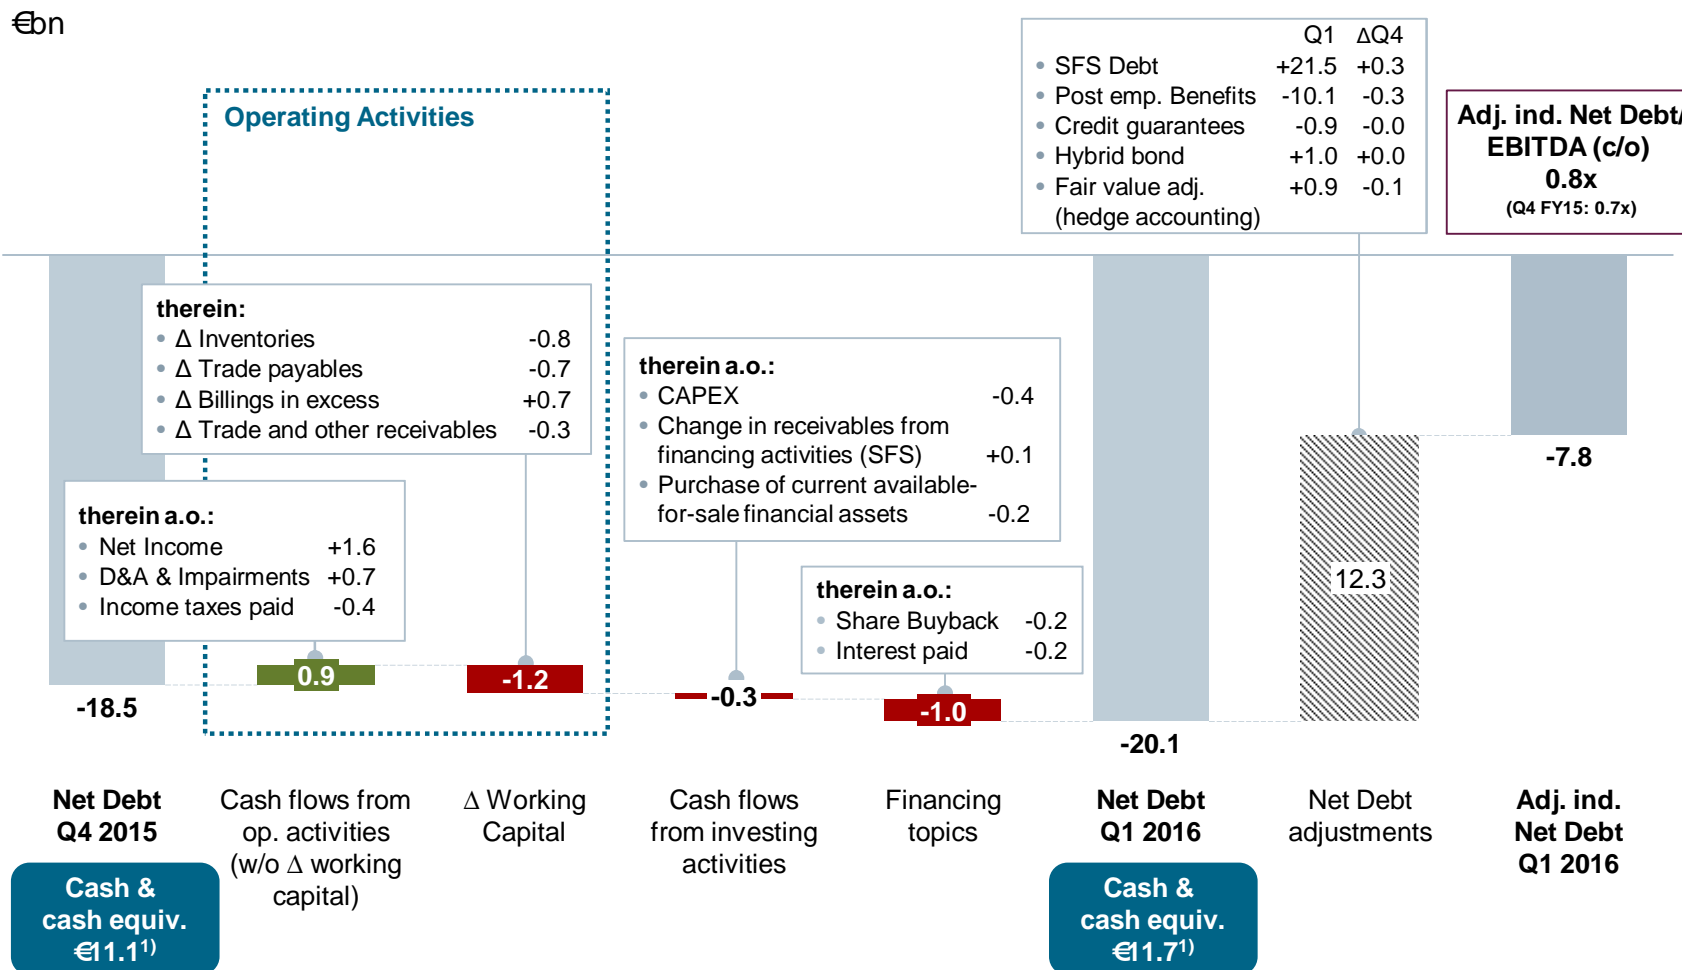 €bn
Q1 ΔQ4
• SFS Debt +21.5 +0.3
• Post emp. Benefits -10.1 -0.3
• Credit guarantees -0.9 -0.0
• Hybrid bond +1.0 +0.0
• Fair value adj. +0.9 -0.1
(hedge accounting)
Adj. ind. Net Debt/
EBITDA (c/o)
0.8x
(Q4 FY15: 0.7x)
Operating Activities
therein:
• Δ Inventories -0.8
• Δ Trade payables -0.7
• Δ Billings in excess +0.7
• Δ Trade and other receivables -0.3
therein a.o.:
• CAPEX -0.4
• Change in receivables from
financing activities (SFS) +0.1
• Purchase of current available-
for-sale financial assets -0.2
therein a.o.:
• Net Income +1.6
• D&A & Impairments +0.7
• Income taxes paid -0.4
therein a.o.:
• Share Buyback -0.2
• Interest paid -0.2
-18.5
0.9
-1.2
-0.3
-1.0
-20.1
12.3
-7.8
Net Debt
Q4 2015
Cash flows from
op. activities
(w/o Δ working
capital)
Δ Working
Capital
Cash flows
from investing
activities
Financing
topics
Net Debt
Q1 2016
Net Debt
adjustments
Adj. ind.
Net Debt
Q1 2016
Cash &
cash equiv.
€11.1¹⁾
Cash &
cash equiv.
€11.7¹⁾